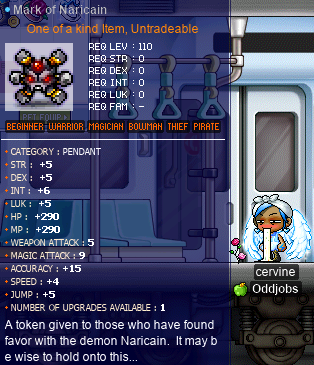 Mark of Naricain
One of a kind Item, Untradeable
REQ LEV : 110
REQ STR : 0
REQ DEX : 0
REQ INT : 0
REQ LUK : 0
REQ FAM : -
BEGINNER WARRIOR MAGICIAN BOWMAN THIEF PIRATE
CATEGORY : PENDANT
STR : +5
DEX : +5
INT : +6
LUK : +5
HP : +290
MP : +290
WEAPON ATTACK : 5
MAGIC ATTACK : 9
ACCURACY : +15
SPEED : +4
JUMP : +5
NUMBER OF UPGRADES AVAILABLE : 1
A token given to those who have found
favor with the demon Naricain. It may b
e wise to hold onto this...
cervine
Oddjobs